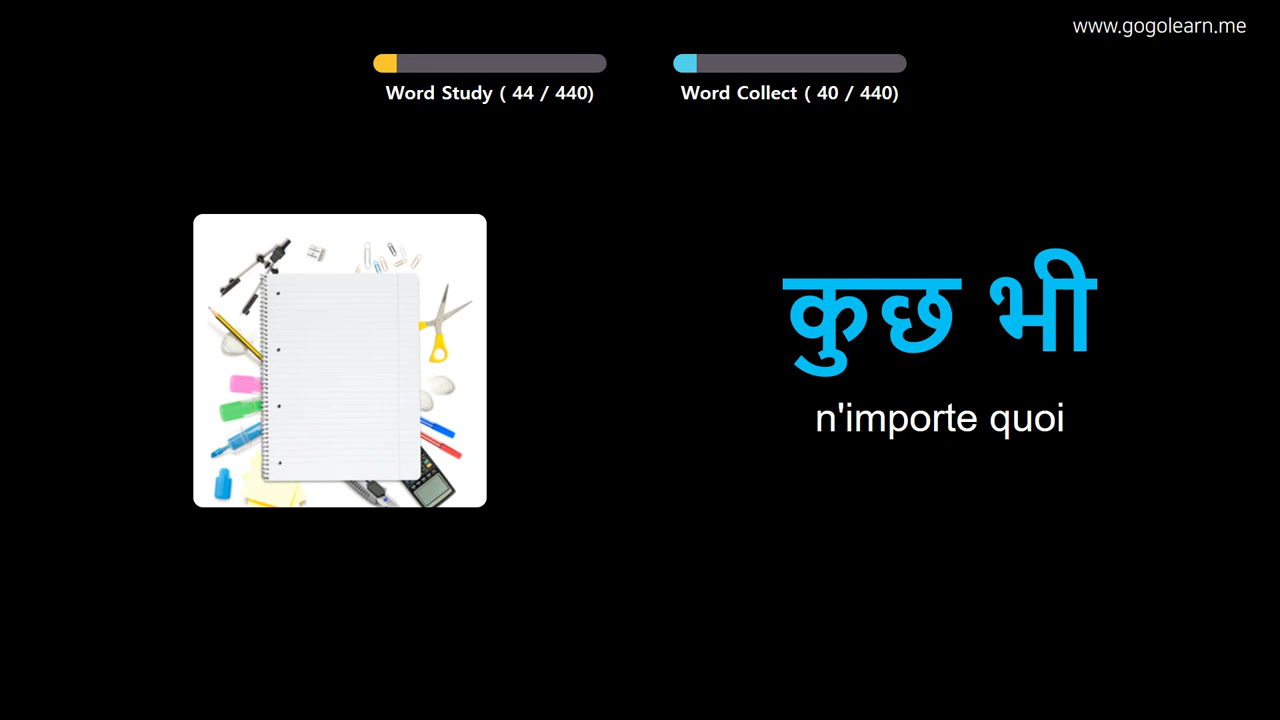 www.gogolearn.me
Word Study ( 44 / 440)
Word Collect ( 40 / 440)
कुछ भी
n'importe quoi